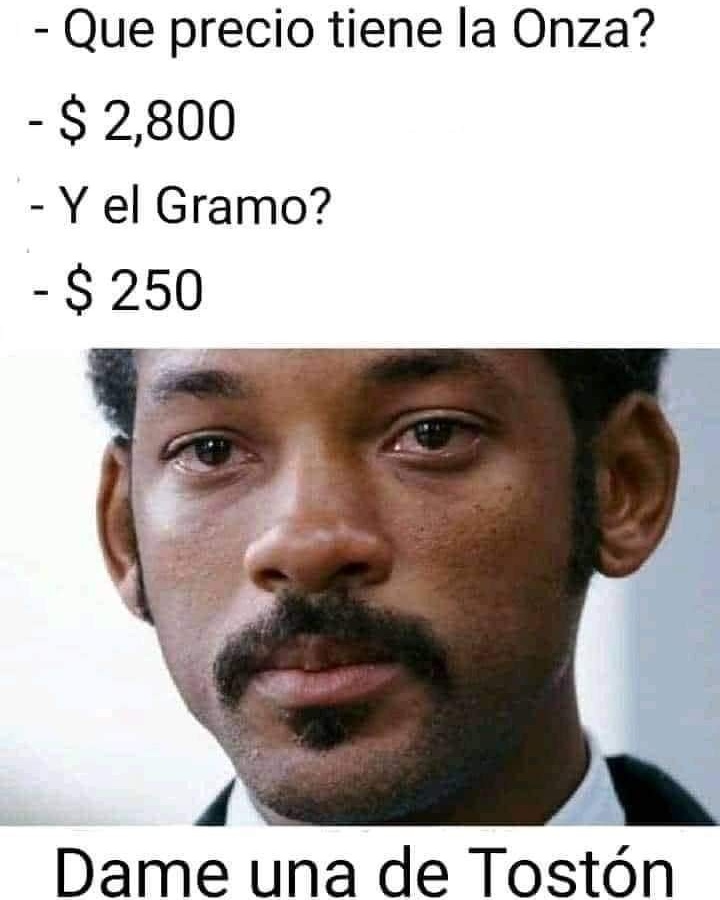 - Que precio tiene la Onza?
- $ 2,800
- Y el Gramo?
- $ 250
Dame una de Tostón